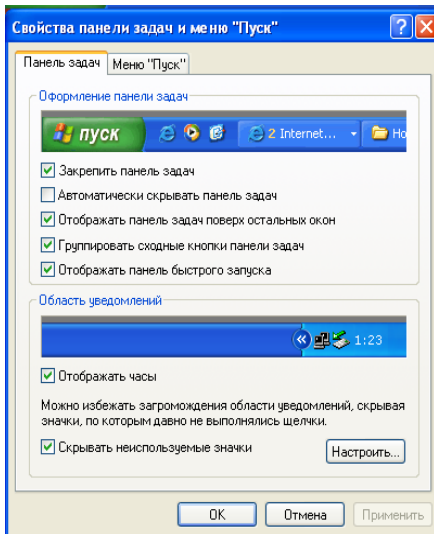 Свойства панели задач и меню "Пуск"
Панель задач
Меню "Пуск"
Оформление панели задач
пуск
2 Internet...
Но
Закрепить панель задач
Автоматически скрывать панель задач
Отображать панель задач поверх остальных окон
Группировать сходные кнопки панели задач
Отображать панель быстрого запуска
Область уведомлений
1:23
Отображать часы
Можно избежать загромождения области уведомлений, скрывая
значки, по которым давно не выполнялись щелчки.
Скрывать неиспользуемые значки
Настроить...
ОК
Отмена
Применить